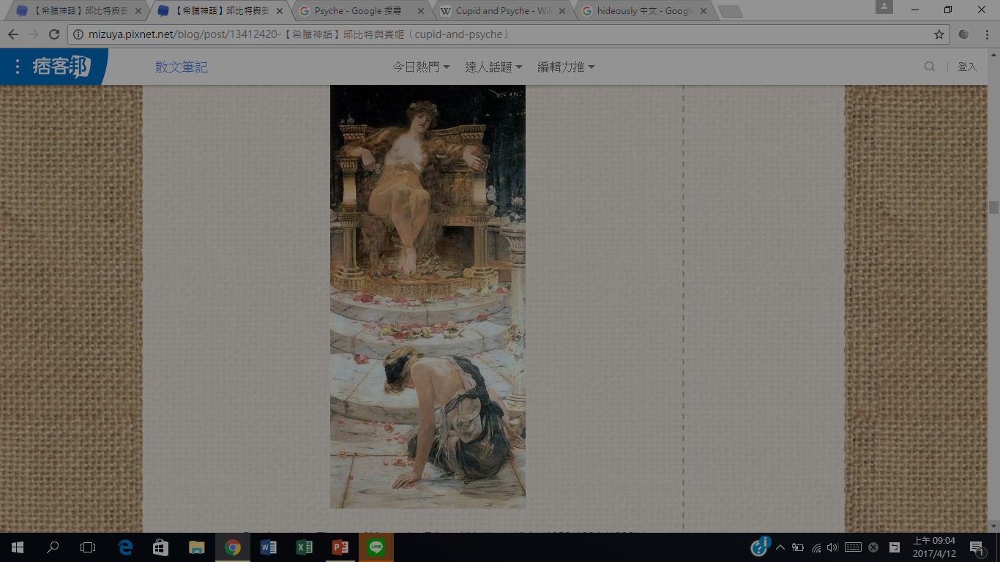 【希臘神話】邱比特與賽姬
【希臘神話】邱比特與賽姬
Psyche - Google 搜尋
Cupid and Psyche - Wi
hideously 中文 - Google
mizuya.pixnet.net/blog/post/13412420-【希臘神話】邱比特與賽姬〈cupid-and-psyche〉
痞客邦
散文筆記
今日熱門
達人話題
編輯力推
登入
上午 09:04
2017/4/12
1